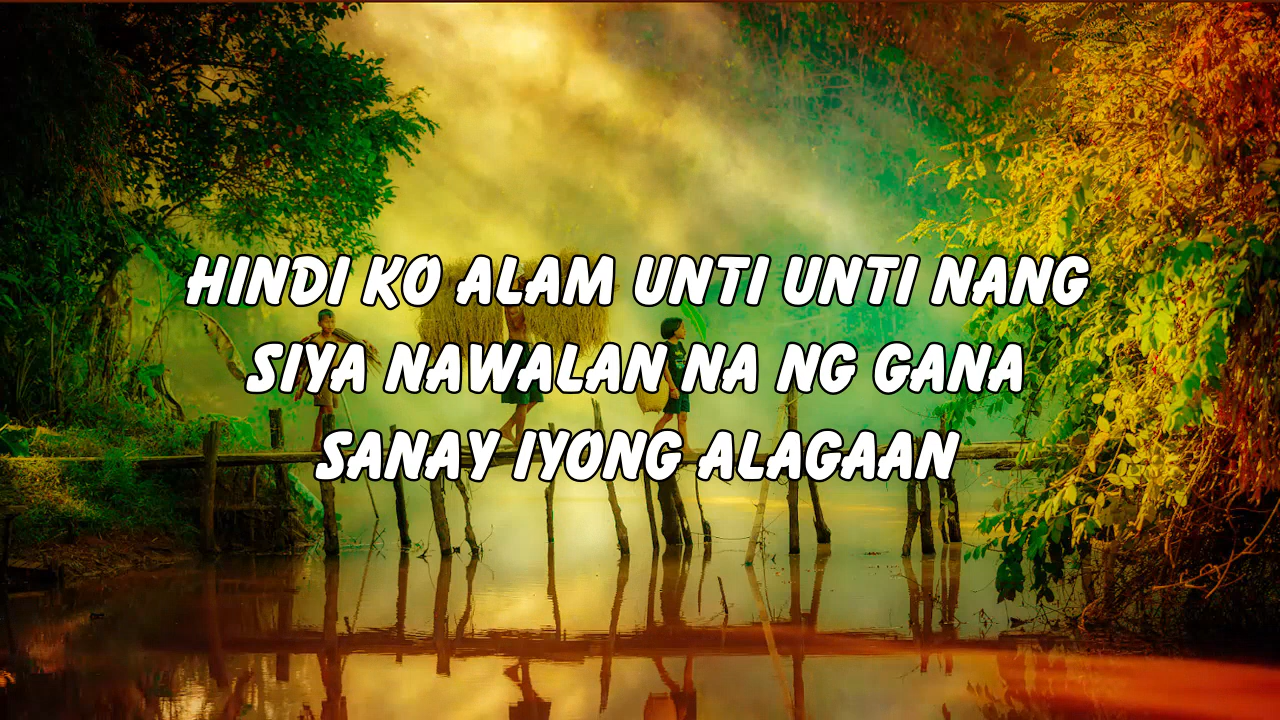 HINDI KO ALAM UNTI UNTI NANG
SIYA NAWALAN NA NG GANA
SANAY IYONG ALAGAAN